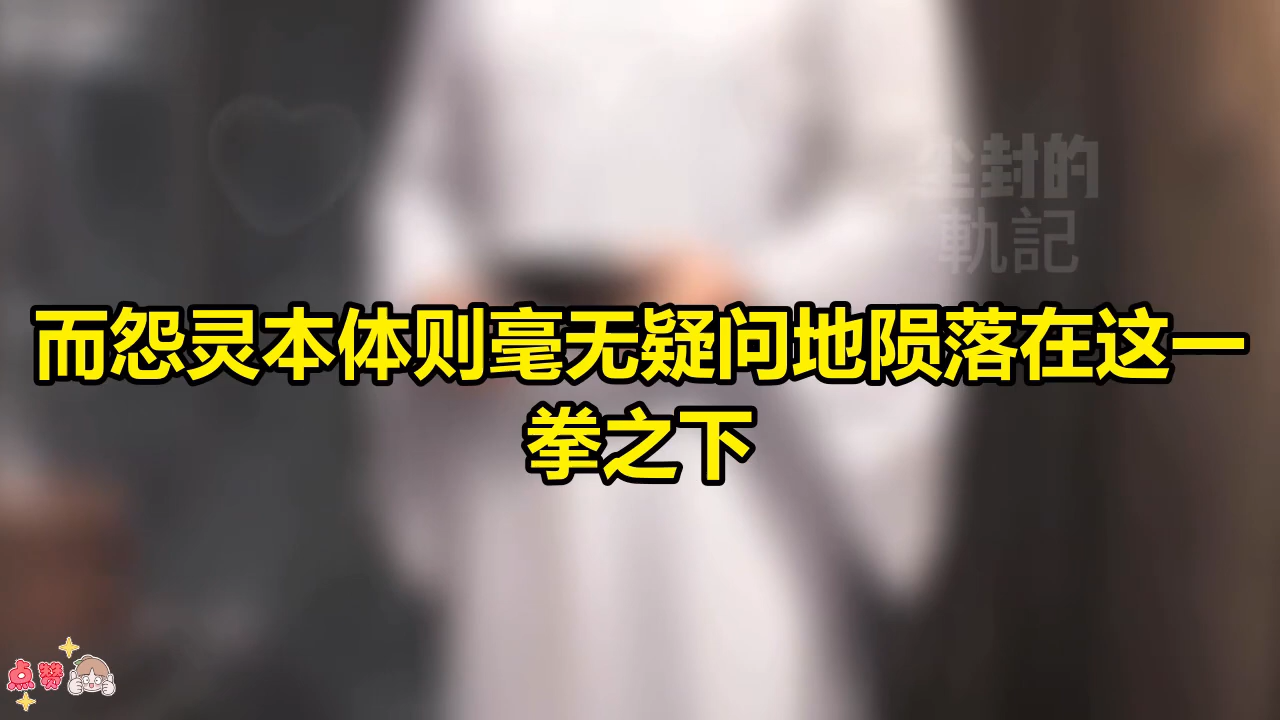 尘封的
軌記
而怨灵本体则毫无疑问地陨落在这一
拳之下
点赞